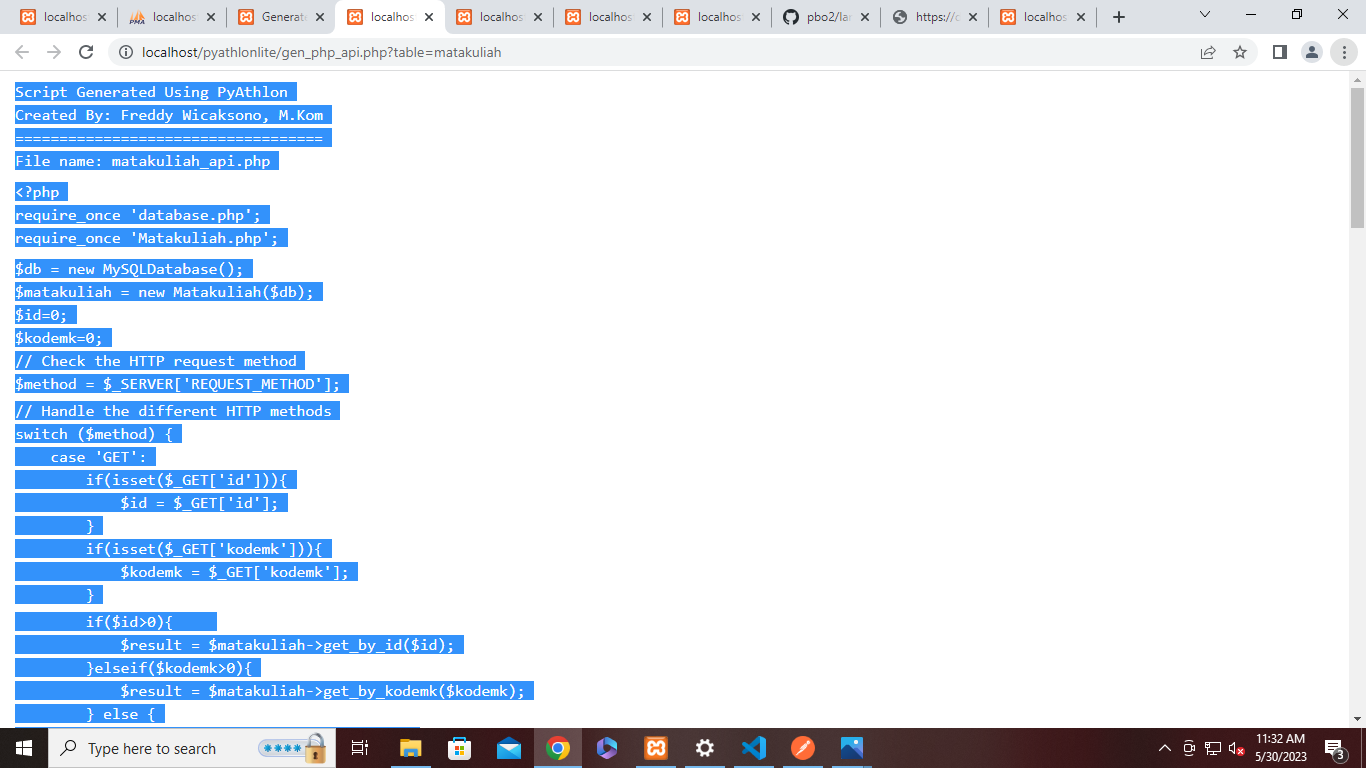 localhos
localhos
Generate
localhos
localhos
localhos
localhos
pbo2/lar
https://c
localhos
localhost/pyathlonlite/gen_php_api.php?table=matakuliah
Script Generated Using PyAthlon
Created By: Freddy Wicaksono, M.Kom
===================================
File name: matakuliah_api.php
<?php
require_once 'database.php';
require_once 'Matakuliah.php';
$db = new MySQLDatabase();
$matakuliah = new Matakuliah($db);
$id=0;
$kodemk=0;
// Check the HTTP request method
$method = $_SERVER['REQUEST_METHOD'];
// Handle the different HTTP methods
switch ($method) {
    case 'GET':
        if(isset($_GET['id'])){
            $id = $_GET['id'];
        }
        if(isset($_GET['kodemk'])){
            $kodemk = $_GET['kodemk'];
        }
        if($id>0){
            $result = $matakuliah->get_by_id($id);
        }elseif($kodemk>0){
            $result = $matakuliah->get_by_kodemk($kodemk);
        } else {
Type here to search
11:32 AM
5/30/2023
3